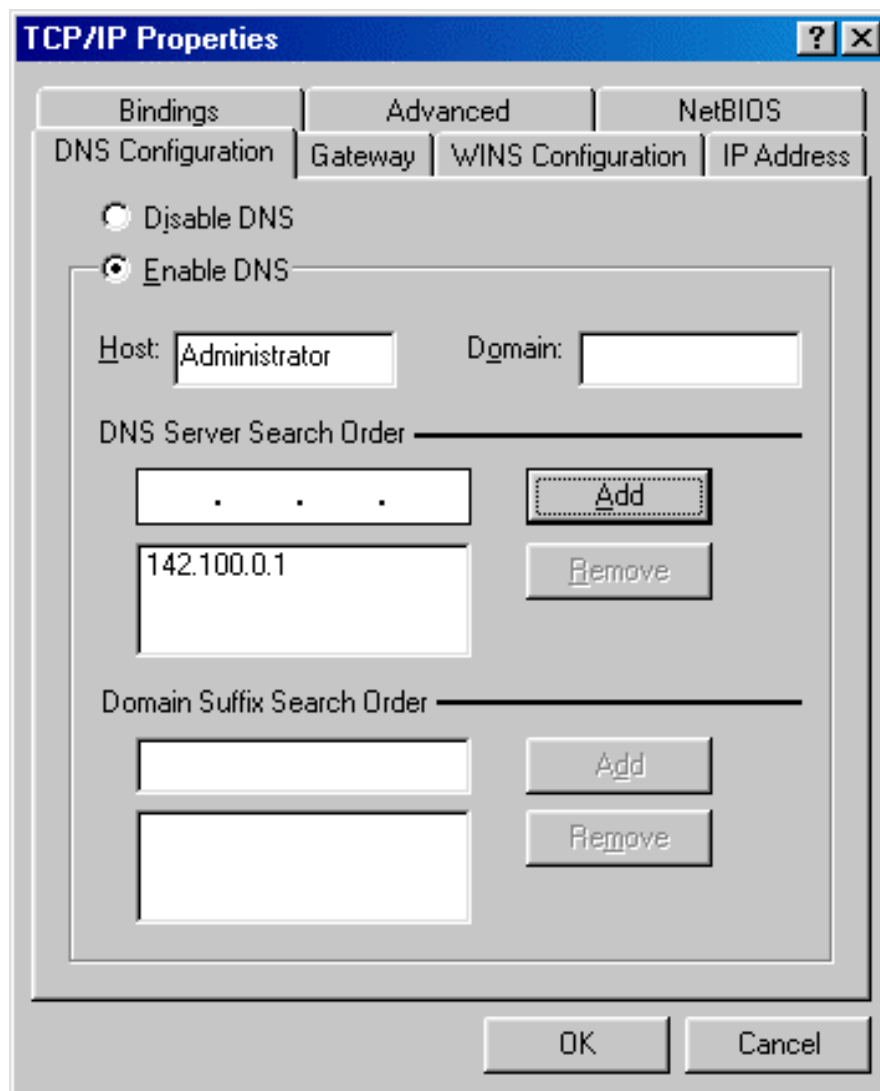 TCP/IP Properties
Bindings Advanced NetBIOS
DNS Configuration Gateway WINS Configuration IP Address
Disable DNS
Enable DNS
Host: Administrator Domain:
DNS Server Search Order
. . . Add
142.100.0.1 Remove
Domain Suffix Search Order
Add
Remove
OK Cancel